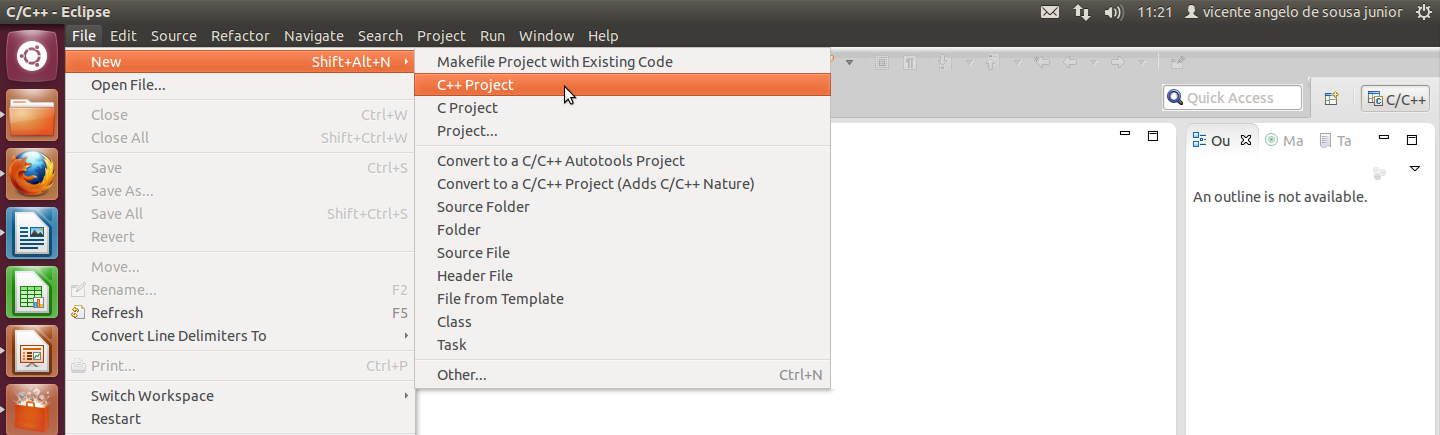 C/C++ - Eclipse
11:21 vicente angelo de sousa junior
File Edit Source Refactor Navigate Search Project Run Window Help
New Shift+Alt+N
Open File...
Close Ctrl+W
Close All Shift+Ctrl+W
Save Ctrl+S
Save As...
Save All Shift+Ctrl+S
Revert
Move...
Rename... F2
Refresh F5
Convert Line Delimiters To
Print... Ctrl+P
Switch Workspace
Restart
Makefile Project with Existing Code
C++ Project
C Project
Project...
Convert to a C/C++ Autotools Project
Convert to a C/C++ Project (Adds C/C++ Nature)
Source Folder
Folder
Source File
Header File
File from Template
Class
Task
Other... Ctrl+N
Quick Access
C/C++
Ou Ma Ta
An outline is not available.